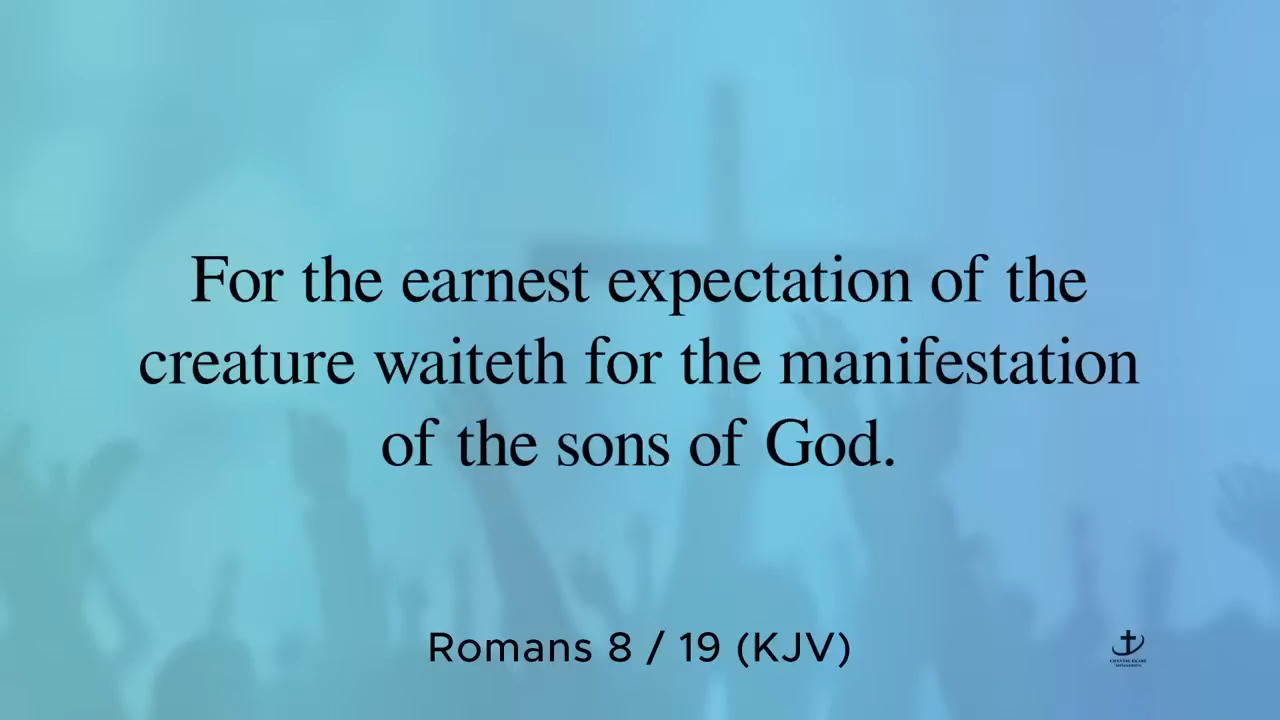 For the earnest expectation of the
creature waiteth for the manifestation
of the sons of God.
Romans 8 / 19 (KJV)